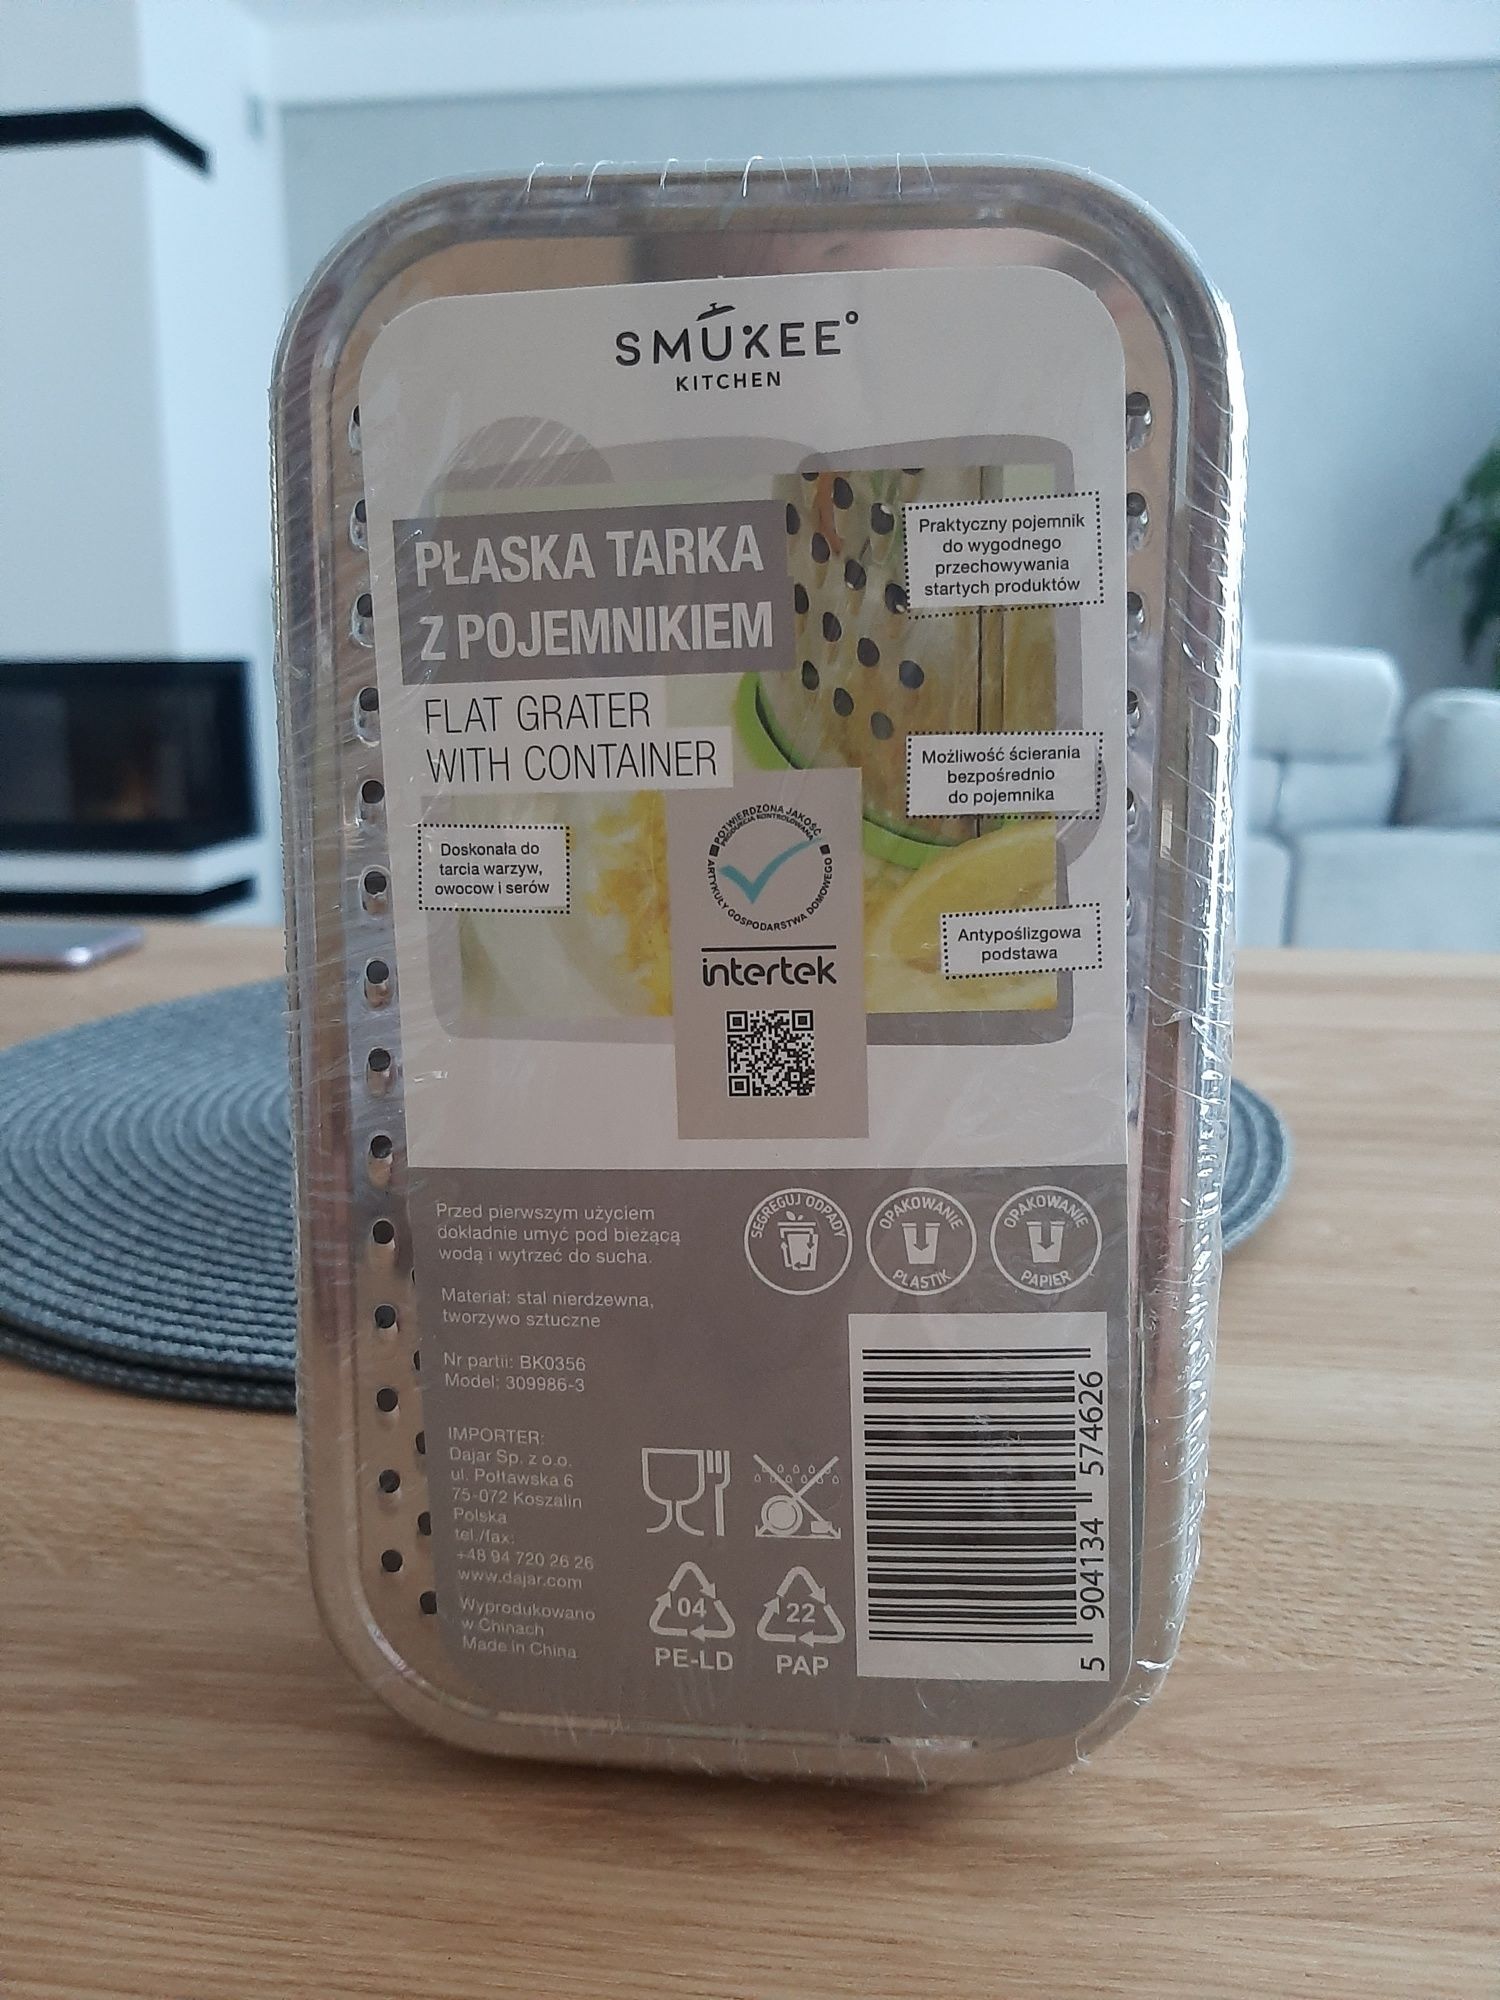 SMUKEE°
KITCHEN
PŁASKA TARKA
Z POJEMNIKIEM
FLAT GRATER
WITH CONTAINER
Praktyczny pojemnik
do wygodnego
przechowywania
startych produktów
Możliwość ścierania
bezpośrednio
do pojemnika
Doskonała do
tarcia warzyw,
owocow i serów
Antypoślizgowa
podstawa
POTWIERDZONA JAKOŚĆ
PRODUKCJA KONTROLOWANA
ARTYKUŁY GOSPODARSTWA DOMOWEGO
intertek
Przed pierwszym użyciem
dokładnie umyć pod bieżącą
wodą i wytrzeć do sucha.
SEGREGUJ ODPADY
OPAKOWANIE
PLASTIK
OPAKOWANIE
PAPIER
Materiał: stal nierdzewna,
tworzywo sztuczne
Nr partii: BK0356
Model: 309986-3
IMPORTER:
Dajar Sp. z o.o.
ul. Połtawska 6
75-072 Koszalin
Polska
tel./fax:
+48 94 720 26 26
www.dajar.com
Wyprodukowano
w Chinach
Made in China
04
PE-LD
22
PAP
5 904134 574626